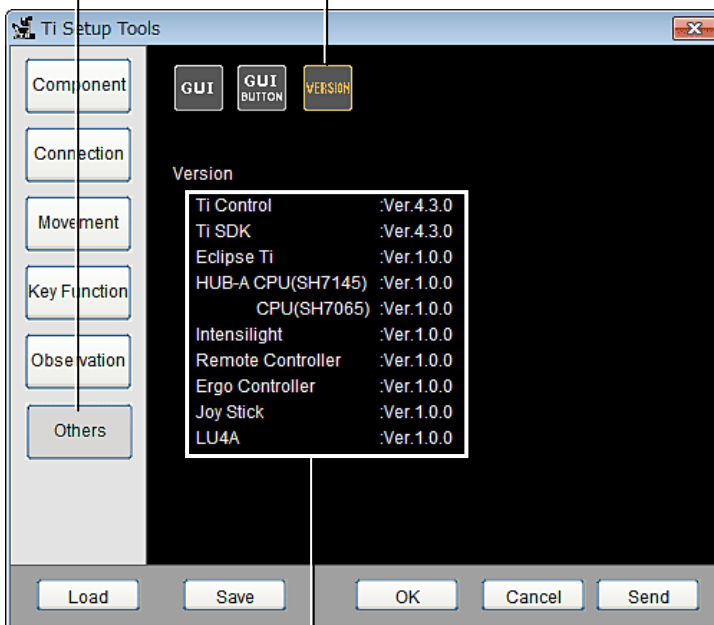 Ti Setup Tools
Component
Connection
Movement
Key Function
Observation
Others
GUI
GUI
BUTTON
VERSION
Version
Ti Control :Ver.4.3.0
Ti SDK :Ver.4.3.0
Eclipse Ti :Ver.1.0.0
HUB-A CPU(SH7145) :Ver.1.0.0
CPU(SH7065) :Ver.1.0.0
Intensilight :Ver.1.0.0
Remote Controller :Ver.1.0.0
Ergo Controller :Ver.1.0.0
Joy Stick :Ver.1.0.0
LU4A :Ver.1.0.0
Load Save OK Cancel Send